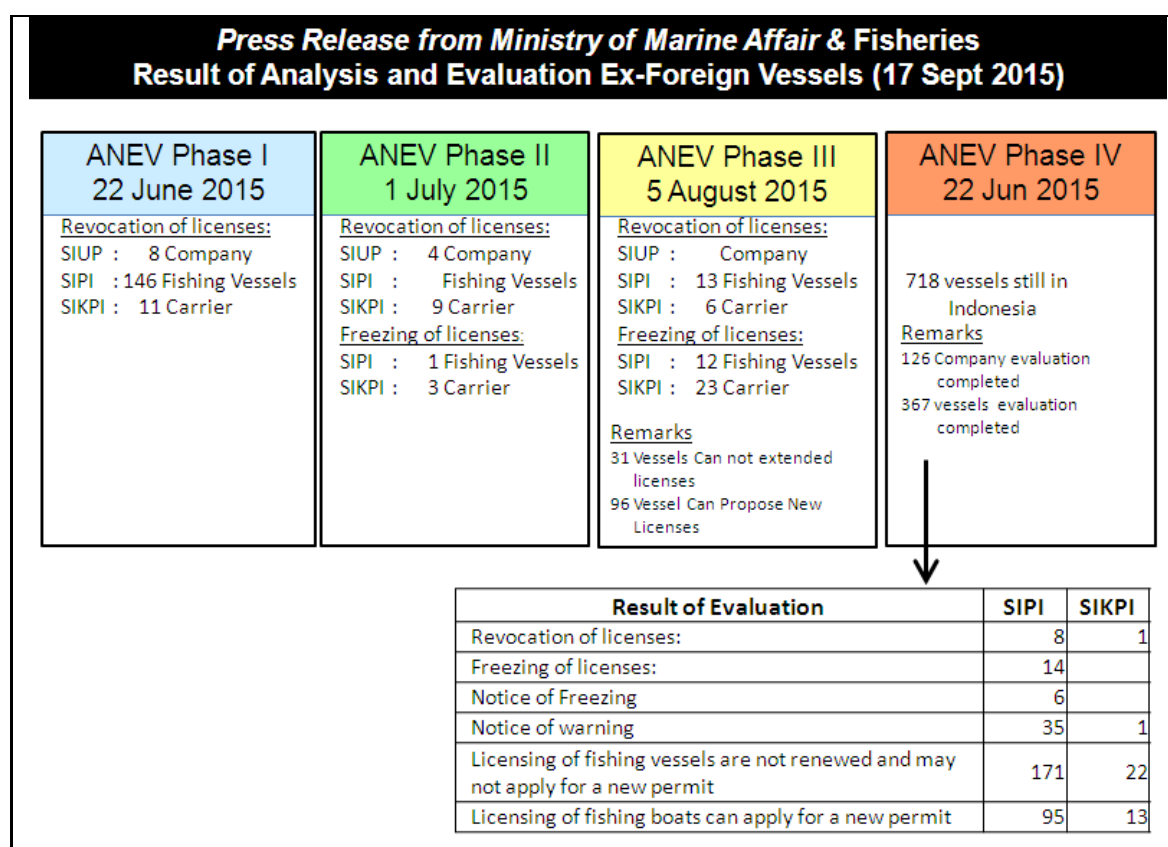 Press Release from Ministry of Marine Affair & Fisheries
Result of Analysis and Evaluation Ex-Foreign Vessels (17 Sept 2015)
ANEV Phase I
22 June 2015
Revocation of licenses:
SIUP : 8 Company
SIPI : 146 Fishing Vessels
SIKPI : 11 Carrier
ANEV Phase II
1 July 2015
Revocation of licenses:
SIUP : 4 Company
SIPI : Fishing Vessels
SIKPI : 9 Carrier
Freezing of licenses:
SIPI : 1 Fishing Vessels
SIKPI : 3 Carrier
ANEV Phase III
5 August 2015
Revocation of licenses:
SIUP : Company
SIPI : 13 Fishing Vessels
SIKPI : 6 Carrier
Freezing of licenses:
SIPI : 12 Fishing Vessels
SIKPI : 23 Carrier
Remarks
31 Vessels Can not extended
licenses
96 Vessel Can Propose New
Licenses
ANEV Phase IV
22 Jun 2015
718 vessels still in
Indonesia
Remarks
126 Company evaluation
completed
367 vessels evaluation
completed
Result of Evaluation SIPI SIKPI
Revocation of licenses: 8 1
Freezing of licenses: 14
Notice of Freezing 6
Notice of warning 35 1
Licensing of fishing vessels are not renewed and may
not apply for a new permit 171 22
Licensing of fishing boats can apply for a new permit 95 13